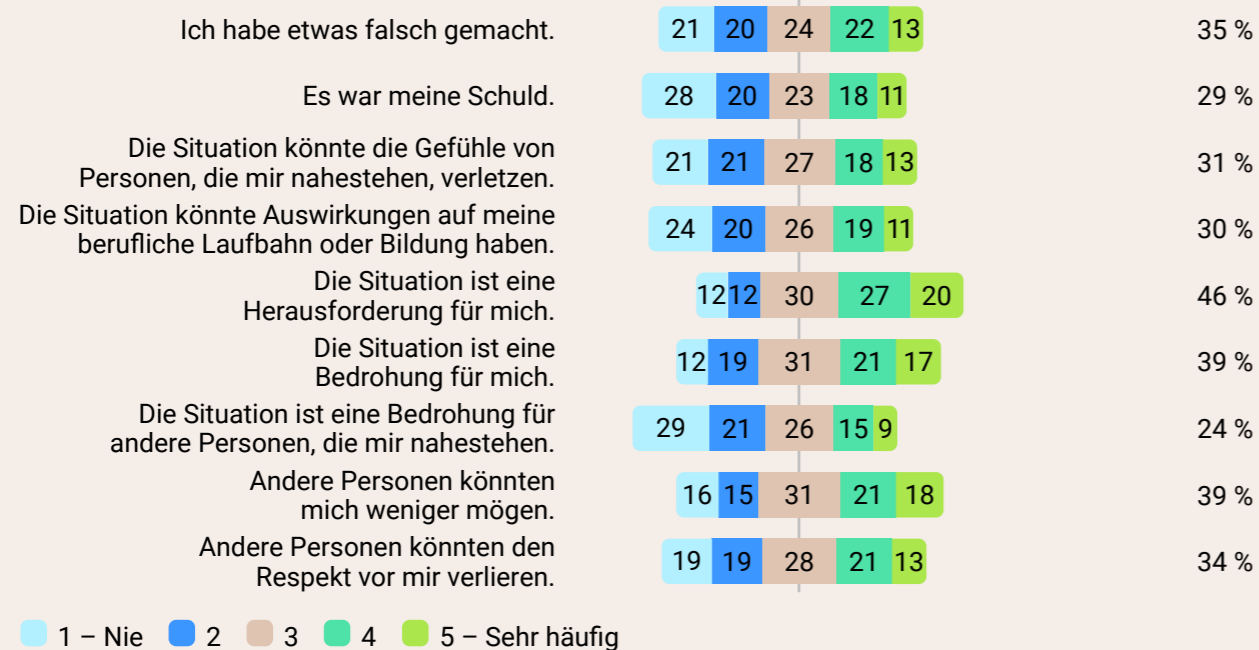 Ich habe etwas falsch gemacht. 21 20 24 22 13 35 %
Es war meine Schuld. 28 20 23 18 11 29 %
Die Situation könnte die Gefühle von
Personen, die mir nahestehen, verletzen. 21 21 27 18 13 31 %
Die Situation könnte Auswirkungen auf meine
berufliche Laufbahn oder Bildung haben. 24 20 26 19 11 30 %
Die Situation ist eine
Herausforderung für mich. 12 12 30 27 20 46 %
Die Situation ist eine
Bedrohung für mich. 12 19 31 21 17 39 %
Die Situation ist eine Bedrohung für
andere Personen, die mir nahestehen. 29 21 26 15 9 24 %
Andere Personen könnten
mich weniger mögen. 16 15 31 21 18 39 %
Andere Personen könnten den
Respekt vor mir verlieren. 19 19 28 21 13 34 %
1 – Nie 2 3 4 5 – Sehr häufig